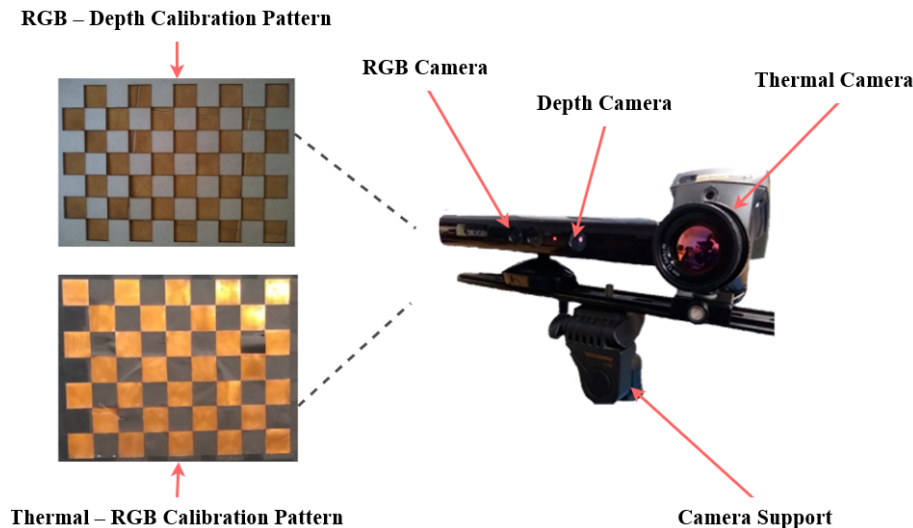 RGB – Depth Calibration Pattern
RGB Camera
Depth Camera
Thermal Camera
Thermal – RGB Calibration Pattern
Camera Support